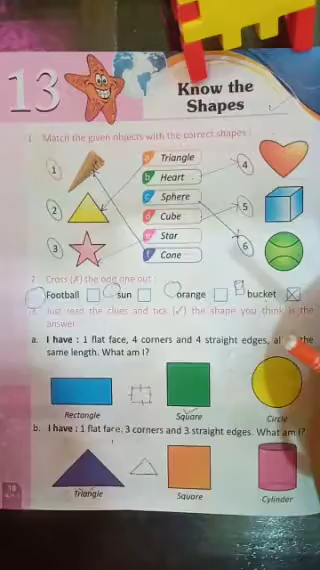 13
Know the
Shapes
1. Match the given objects with the correct shapes :
1
a Triangle
4
b Heart
2
c Sphere
5
d Cube
3
e Star
6
f Cone
2. Cross (✗) the odd one out :
Football sun orange bucket
3. Just read the clues and tick (✓) the shape you think is the
answer
a. I have : 1 flat face, 4 corners and 4 straight edges, all the
same length. What am I?
Rectangle Square Circle
b. I have : 1 flat face, 3 corners and 3 straight edges. What am I?
Triangle Square Cylinder